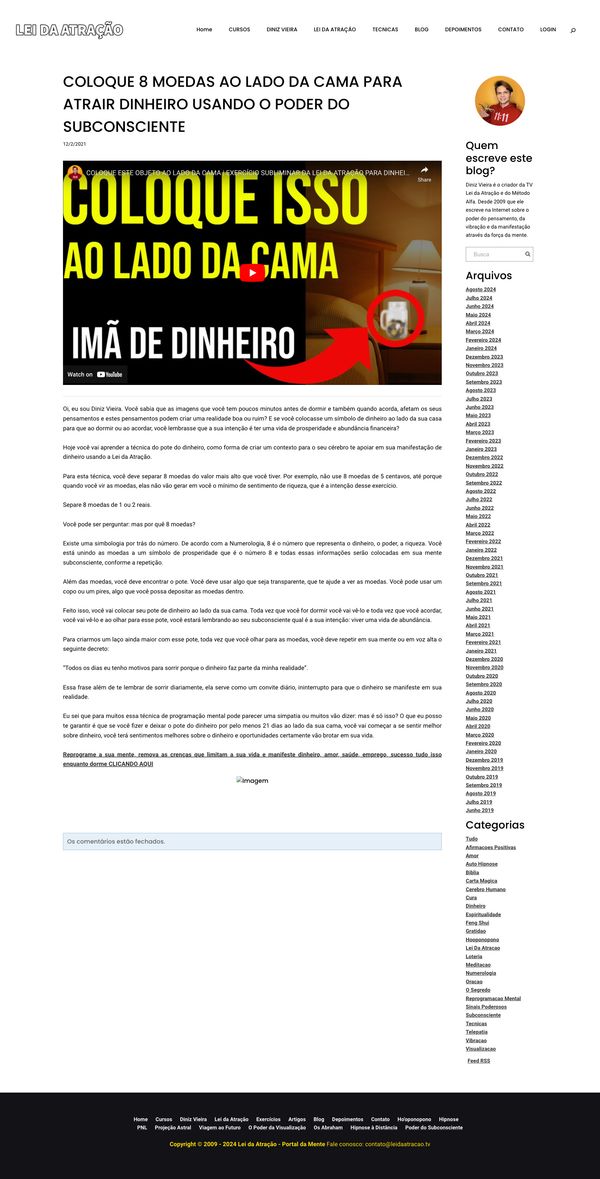 LEI DA ATRAÇÃO
Home CURSOS DINIZ VIEIRA LEI DA ATRAÇÃO TECNICAS BLOG DEPOIMENTOS CONTATO LOGIN
COLOQUE 8 MOEDAS AO LADO DA CAMA PARA
ATRAIR DINHEIRO USANDO O PODER DO
SUBCONSCIENTE
12/2/2021
COLOQUE ESTE OBJETO AO LADO DA CAMA | EXERCÍCIO SUBLIMINAR DA LEI DA ATRAÇÃO PARA DINHEI...
Share
COLOQUE ISSO
AO LADO DA CAMA
IMÃ DE DINHEIRO
Watch on YouTube
Oi, eu sou Diniz Vieira. Você sabia que as imagens que você tem poucos minutos antes de dormir e também quando acorda, afetam os seus
pensamentos e estes pensamentos podem criar uma realidade boa ou ruim? E se você colocasse um símbolo de dinheiro ao lado da sua casa
para que ao dormir ou ao acordar, você lembrasse que a sua intenção é ter uma vida de prosperidade e abundância financeira?
Hoje você vai aprender a técnica do pote do dinheiro, como forma de criar um contexto para o seu cérebro te apoiar em sua manifestação de
dinheiro usando a Lei da Atração.
Para esta técnica, você deve separar 8 moedas do valor mais alto que você tiver. Por exemplo, não use 8 moedas de 5 centavos, até porque
quando você vir as moedas, elas não vão gerar em você o mínimo de sentimento de riqueza, que é a intenção desse exercício.
Separe 8 moedas de 1 ou 2 reais.
Você pode ser perguntar: mas por quê 8 moedas?
Existe uma simbologia por trás do número. De acordo com a Numerologia, 8 é o número que representa o dinheiro, o poder, a riqueza. Você
está unindo as moedas a um símbolo de prosperidade que é o número 8 e todas essas informações serão colocadas em sua mente
subconsciente, conforme a repetição.
Além das moedas, você deve encontrar o pote. Você deve usar algo que seja transparente, que te ajude a ver as moedas. Você pode usar um
copo ou um pires, algo que você possa depositar as moedas dentro.
Feito isso, você vai colocar seu pote de dinheiro ao lado da sua cama. Toda vez que você for dormir você vai vê-lo e toda vez que você acordar,
você vai vê-lo e ao olhar para esse pote, você estará lembrando ao seu subconsciente qual é a sua intenção: viver uma vida de abundância.
Para criarmos um laço ainda maior com esse pote, toda vez que você olhar para as moedas, você deve repetir em sua mente ou em voz alta o
seguinte decreto:
"Todos os dias eu tenho motivos para sorrir porque o dinheiro faz parte da minha realidade".
Essa frase além de te lembrar de sorrir diariamente, ela serve como um convite diário, ininterrupto para que o dinheiro se manifeste em sua
realidade.
Eu sei que para muitos essa técnica de programação mental pode parecer uma simpatia ou muitos vão dizer: mas é só isso? O que eu posso
te garantir é que se você fizer e deixar o pote do dinheiro por pelo menos 21 dias ao lado da sua cama, você vai começar a se sentir melhor
sobre dinheiro, você terá sentimentos melhores sobre o dinheiro e oportunidades certamente vão brotar em sua vida.
Reprograme a sua mente, remova as crenças que limitam a sua vida e manifeste dinheiro, amor, saúde, emprego, sucesso tudo isso
enquanto dorme CLICANDO AQUI
Imagem
Os comentários estão fechados.
11:11
Quem
escreve este
blog?
Diniz Vieira é o criador da TV
Lei da Atração e do Método
Alfa. Desde 2009 que ele
escreve na Internet sobre o
poder do pensamento, da
vibração e da manifestação
através da força da mente.
Busca
Arquivos
Agosto 2024
Julho 2024
Junho 2024
Maio 2024
Abril 2024
Março 2024
Fevereiro 2024
Janeiro 2024
Dezembro 2023
Novembro 2023
Outubro 2023
Setembro 2023
Agosto 2023
Julho 2023
Junho 2023
Maio 2023
Abril 2023
Março 2023
Fevereiro 2023
Janeiro 2023
Dezembro 2022
Novembro 2022
Outubro 2022
Setembro 2022
Agosto 2022
Julho 2022
Junho 2022
Maio 2022
Abril 2022
Março 2022
Fevereiro 2022
Janeiro 2022
Dezembro 2021
Novembro 2021
Outubro 2021
Setembro 2021
Agosto 2021
Julho 2021
Junho 2021
Maio 2021
Abril 2021
Março 2021
Fevereiro 2021
Janeiro 2021
Dezembro 2020
Novembro 2020
Outubro 2020
Setembro 2020
Agosto 2020
Julho 2020
Junho 2020
Maio 2020
Abril 2020
Março 2020
Fevereiro 2020
Janeiro 2020
Dezembro 2019
Novembro 2019
Outubro 2019
Setembro 2019
Agosto 2019
Julho 2019
Junho 2019
Categorias
Tudo
Afirmacoes Positivas
Amor
Auto Hipnose
Bíblia
Carta Magica
Cerebro Humano
Cura
Dinheiro
Espiritualidade
Feng Shui
Gratidao
Hooponopono
Lei Da Atracao
Loteria
Meditacao
Numerologia
Oracao
O Segredo
Reprogramacao Mental
Sinais Poderosos
Subconsciente
Tecnicas
Telepatia
Vibracao
Visualizacao
Feed RSS
Home Cursos Diniz Vieira Lei da Atração Exercícios Artigos Blog Depoimentos Contato Ho'oponopono Hipnose
PNL Projeção Astral Viagem ao Futuro O Poder da Visualização Os Abraham Hipnose à Distância Poder do Subconsciente
Copyright © 2009 - 2024 Lei da Atração - Portal da Mente Fale conosco: contato@leidaatracao.tv